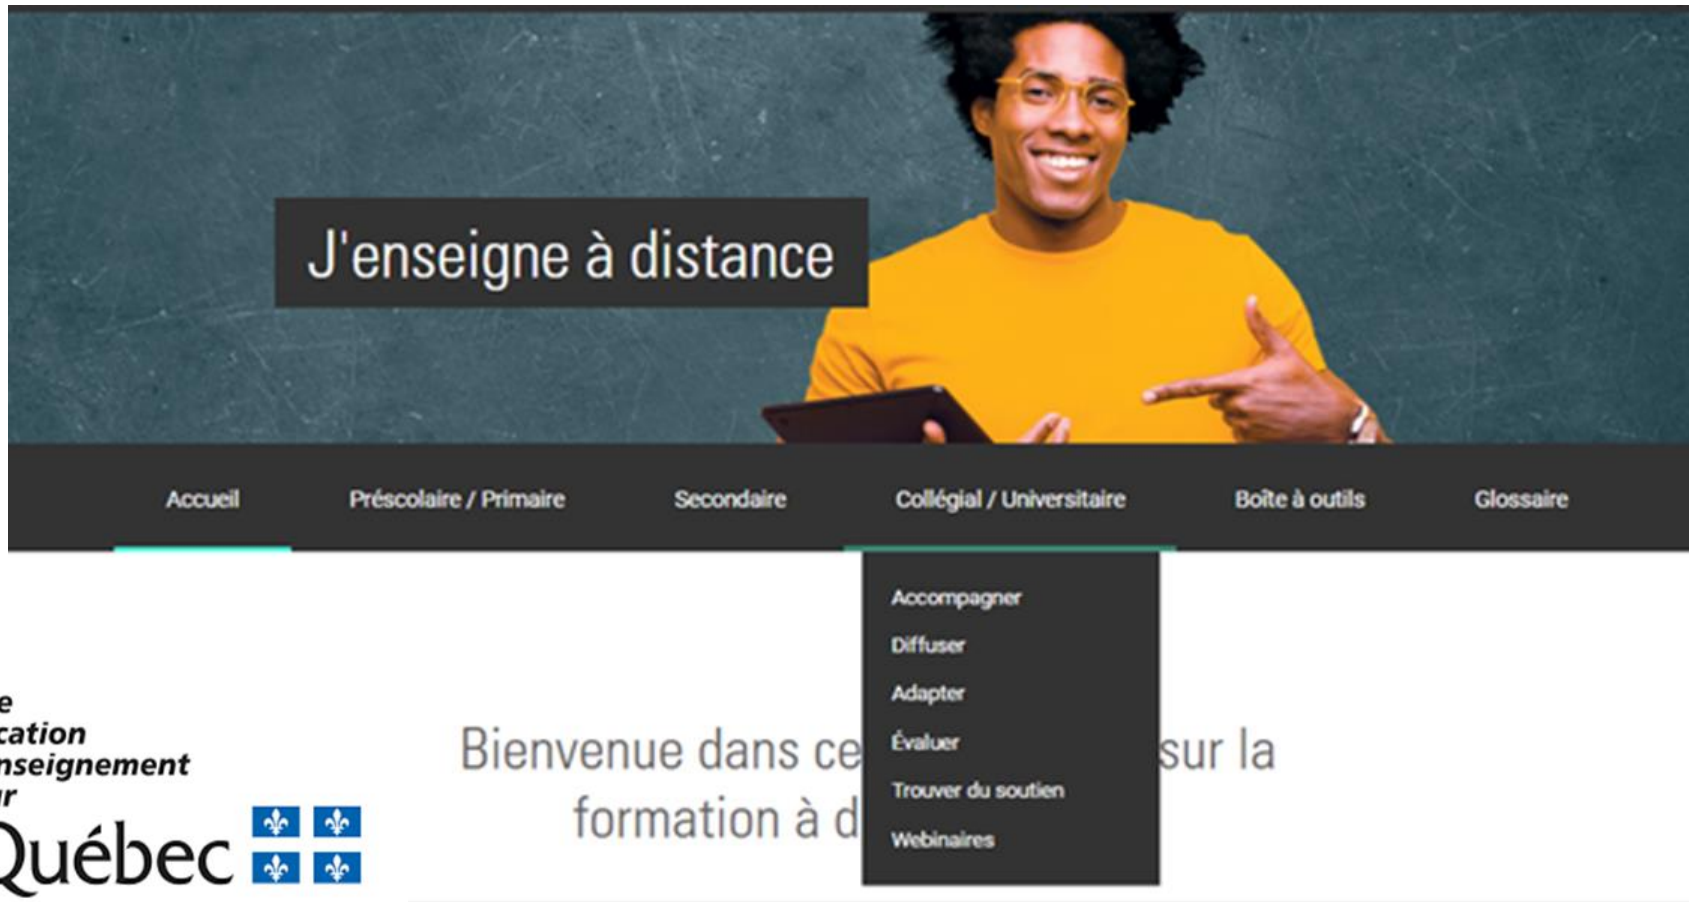 J'enseigne à distance
Accueil Préscolaire / Primaire Secondaire Collégial / Universitaire Boîte à outils Glossaire
Accompagner
Diffuser
Adapter
Évaluer
Trouver du soutien
Webinaires
Bienvenue dans ce sur la
formation à d
e
cation
nseignement
ur
Québec